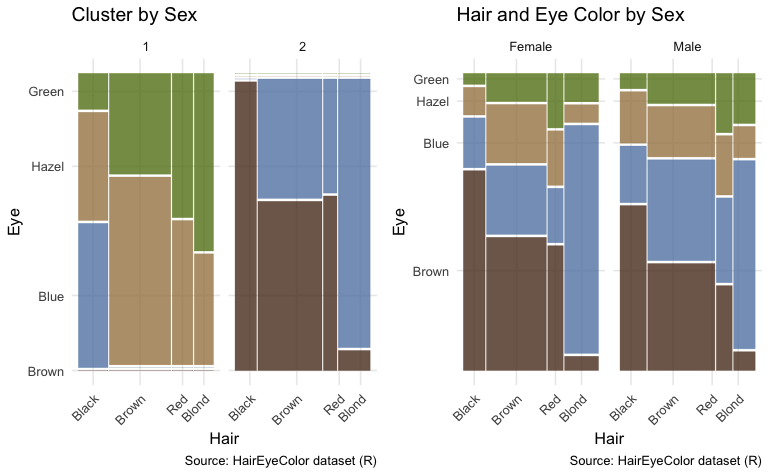 Cluster by Sex
1
2
Green
Hazel
Blue
Brown
Eye
Black
Brown
Red
Blond
Black
Brown
Red
Blond
Hair
Source: HairEyeColor dataset (R)
Hair and Eye Color by Sex
Female
Male
Green
Hazel
Blue
Brown
Eye
Black
Brown
Red
Blond
Black
Brown
Red
Blond
Hair
Source: HairEyeColor dataset (R)